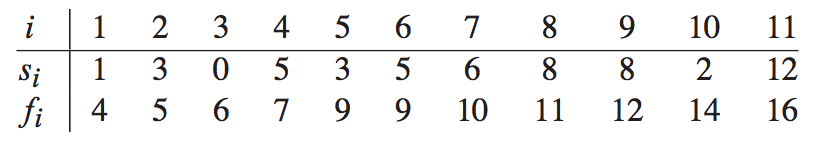 i 1 2 3 4 5 6 7 8 9 10 11
sᵢ 1 3 0 5 3 5 6 8 8 2 12
fᵢ 4 5 6 7 9 9 10 11 12 14 16